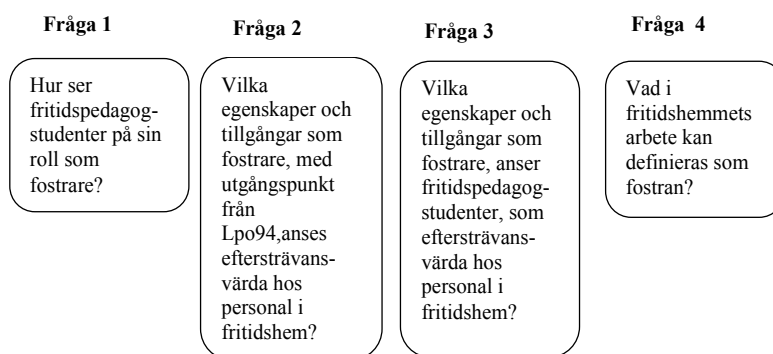 Fråga 1
Hur ser
fritidspedagog-
studenter på sin
roll som
fostrare?
Fråga 2
Vilka
egenskaper och
tillgångar som
fostrare, med
utgångspunkt
från
Lpo94,anses
eftersträvans-
värda hos
personal i
fritidshem?
Fråga 3
Vilka
egenskaper och
tillgångar som
fostrare, anser
fritidspedagog-
studenter, som
eftersträvans-
värda hos
personal i
fritidshem?
Fråga 4
Vad i
fritidshemmets
arbete kan
definieras som
fostran?